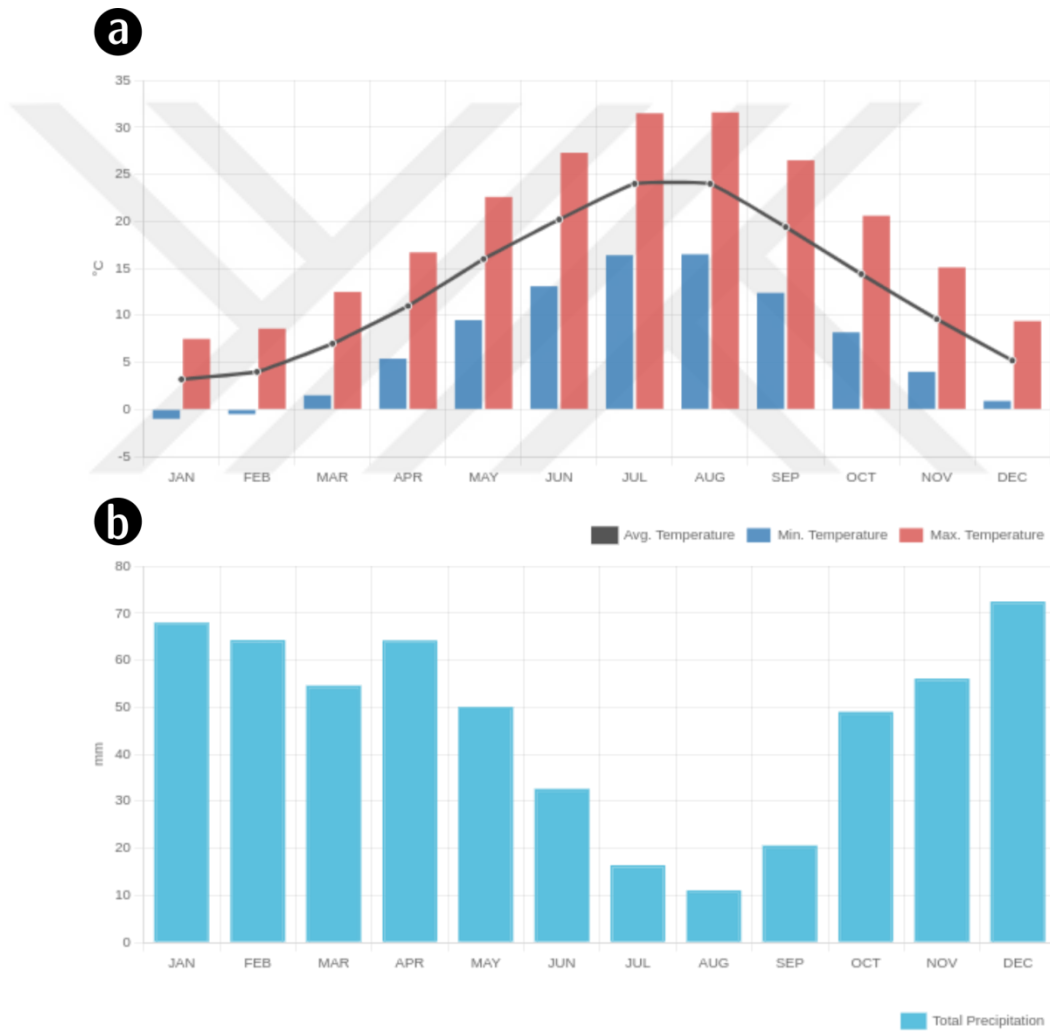 a
35
30
25
20
15
10
5
0
-5
°C
JAN FEB MAR APR MAY JUN JUL AUG SEP OCT NOV DEC
Avg. Temperature Min. Temperature Max. Temperature
b
80
70
60
50
40
30
20
10
0
mm
JAN FEB MAR APR MAY JUN JUL AUG SEP OCT NOV DEC
Total Precipitation